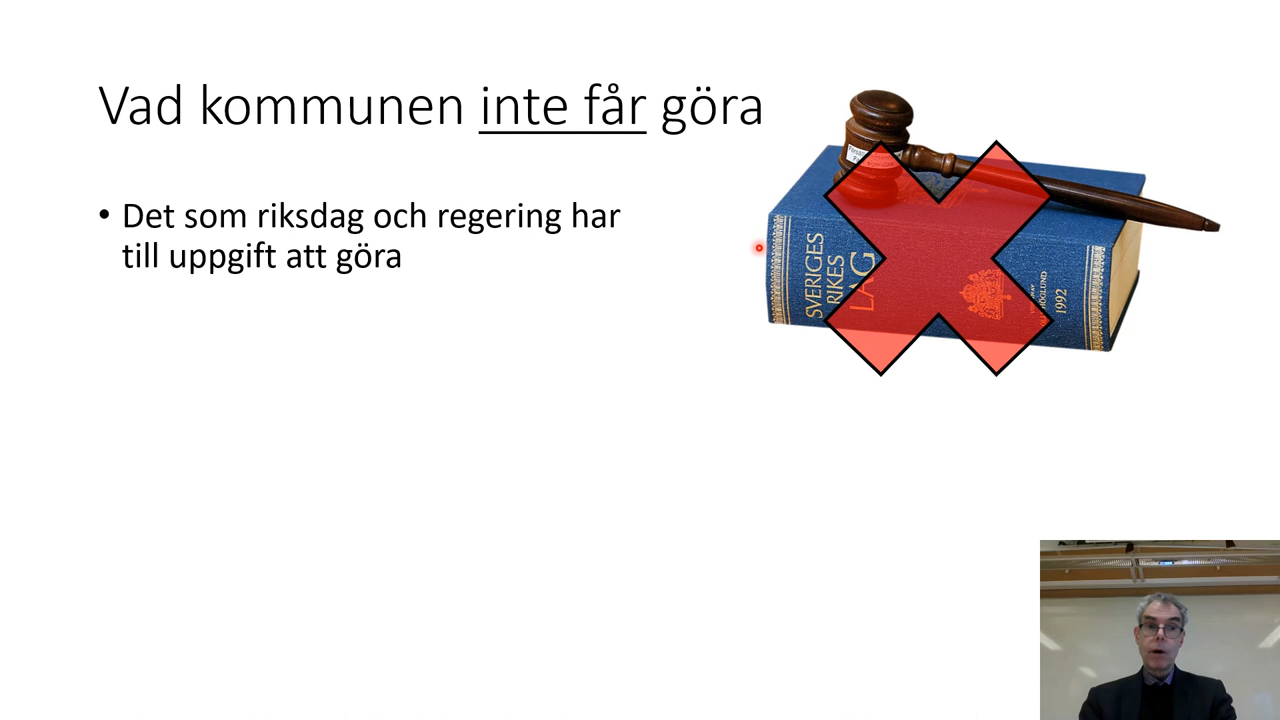 Vad kommunen inte får göra
• Det som riksdag och regering har
till uppgift att göra
SVERIGES
RIKES
LAG
1992